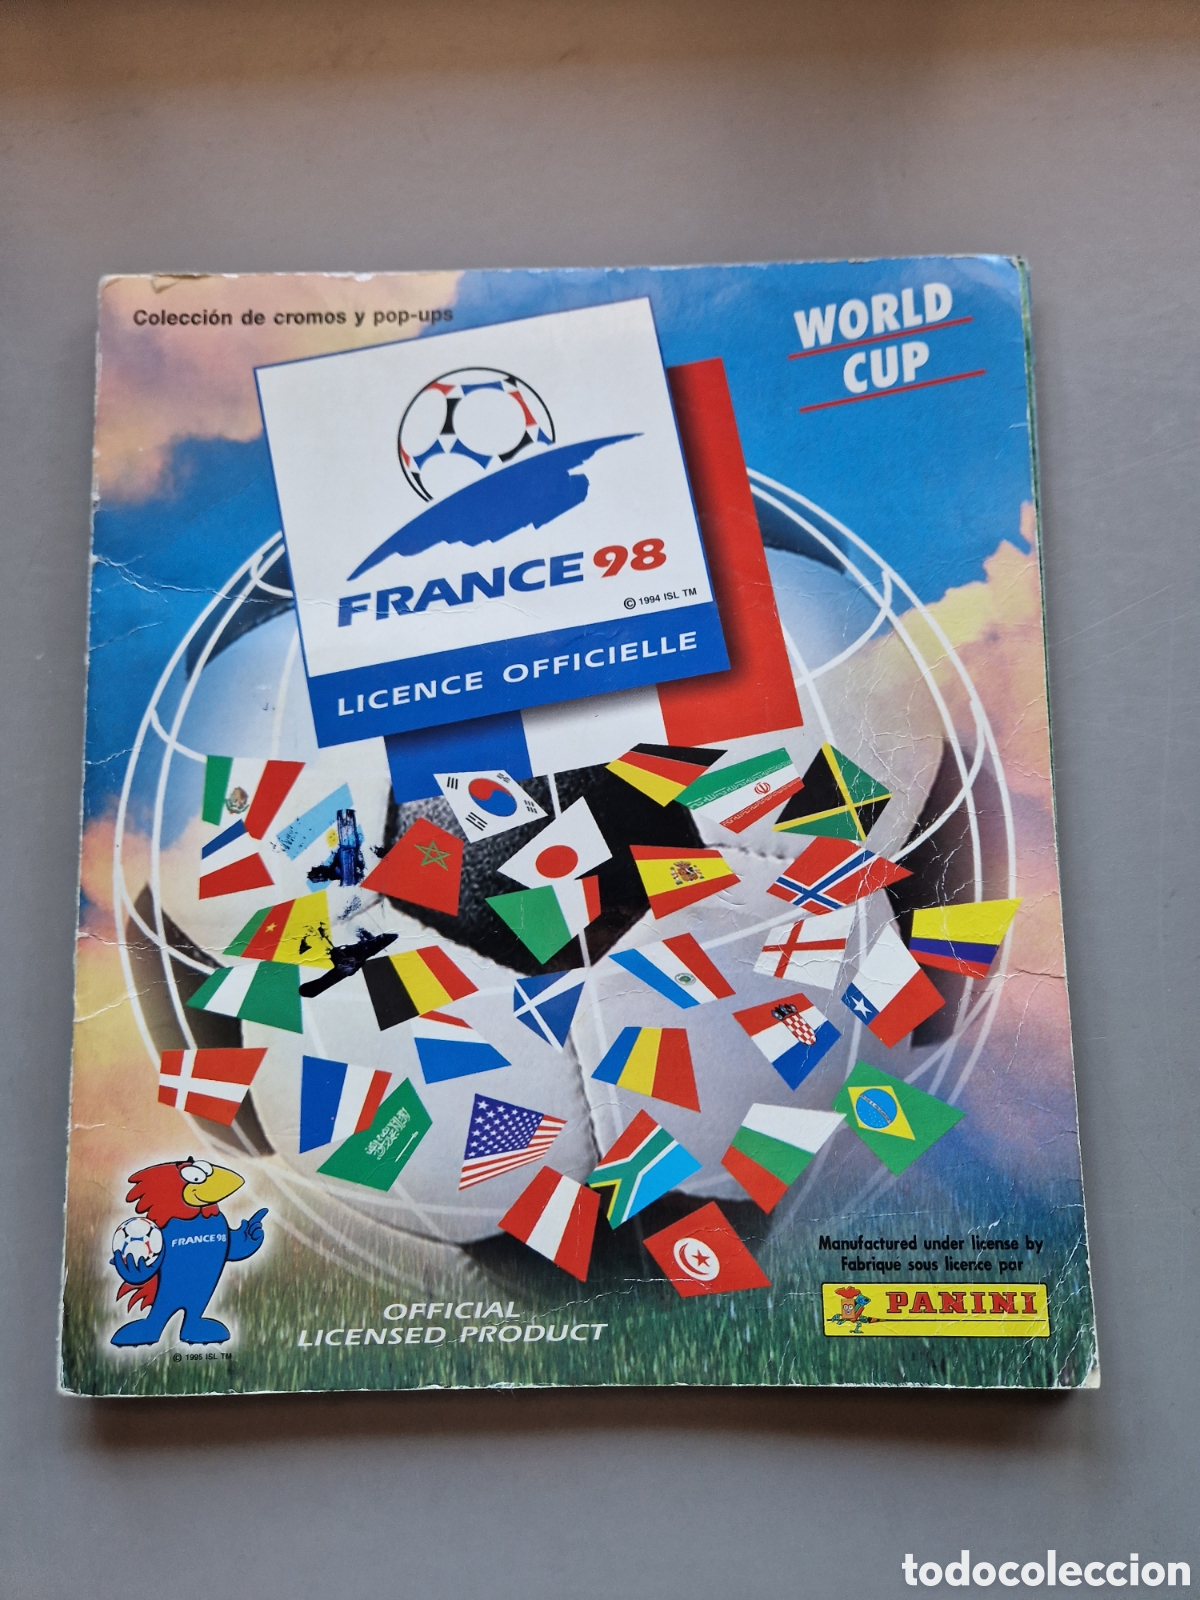 Colección de cromos y pop-ups
WORLD
CUP
FRANCE 98
© 1994 ISL TM
LICENCE OFFICIELLE
FRANCE 98
© 1995 ISL TM
OFFICIAL
LICENSED PRODUCT
Manufactured under license by
Fabriqué sous licence par
PANINI
todocoleccion